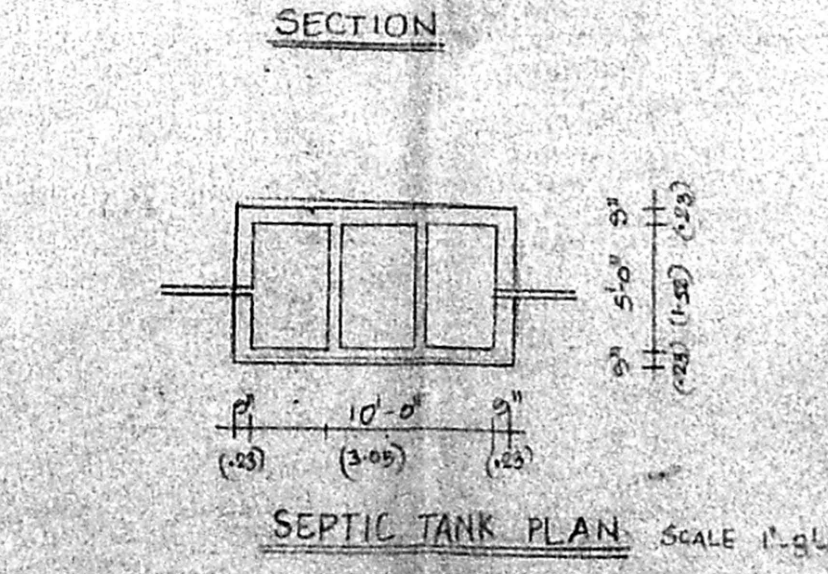 SECTION
9" 5'-0" 9"
(.23) (1.52) (.23)
9" 10'-0" 9"
(.23) (3.05) (.23)
SEPTIC TANK PLAN SCALE